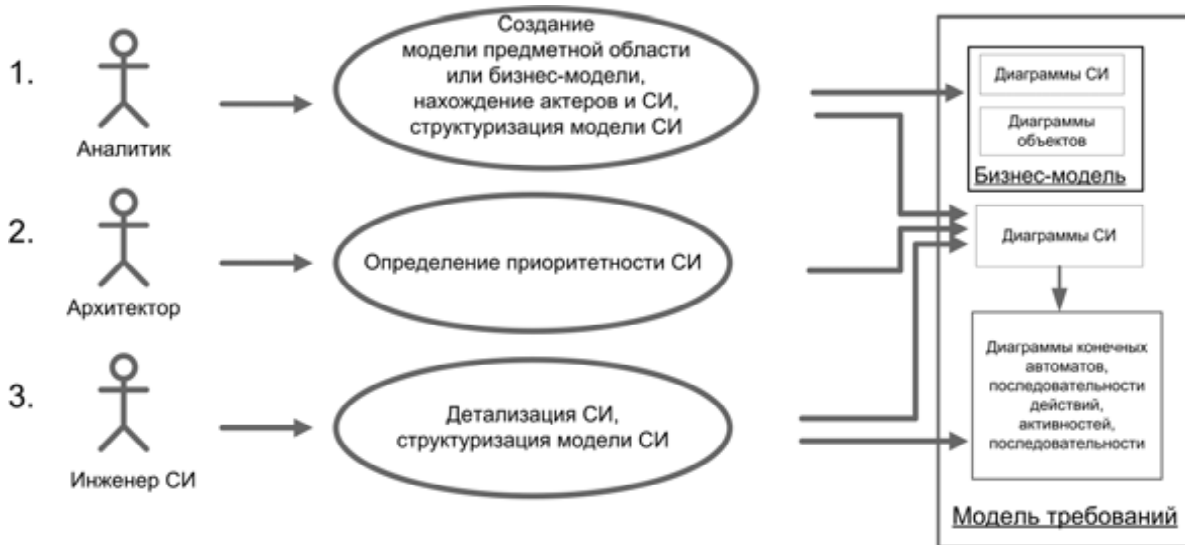 1.
Аналитик
Создание
модели предметной области
или бизнес-модели,
нахождение актеров и СИ,
структуризация модели СИ
Диаграммы СИ
Диаграммы
объектов
Бизнес-модель
2.
Архитектор
Определение приоритетности СИ
Диаграммы СИ
3.
Инженер СИ
Детализация СИ,
структуризация модели СИ
Диаграммы конечных
автоматов,
последовательности
действий,
активностей,
последовательности
Модель требований